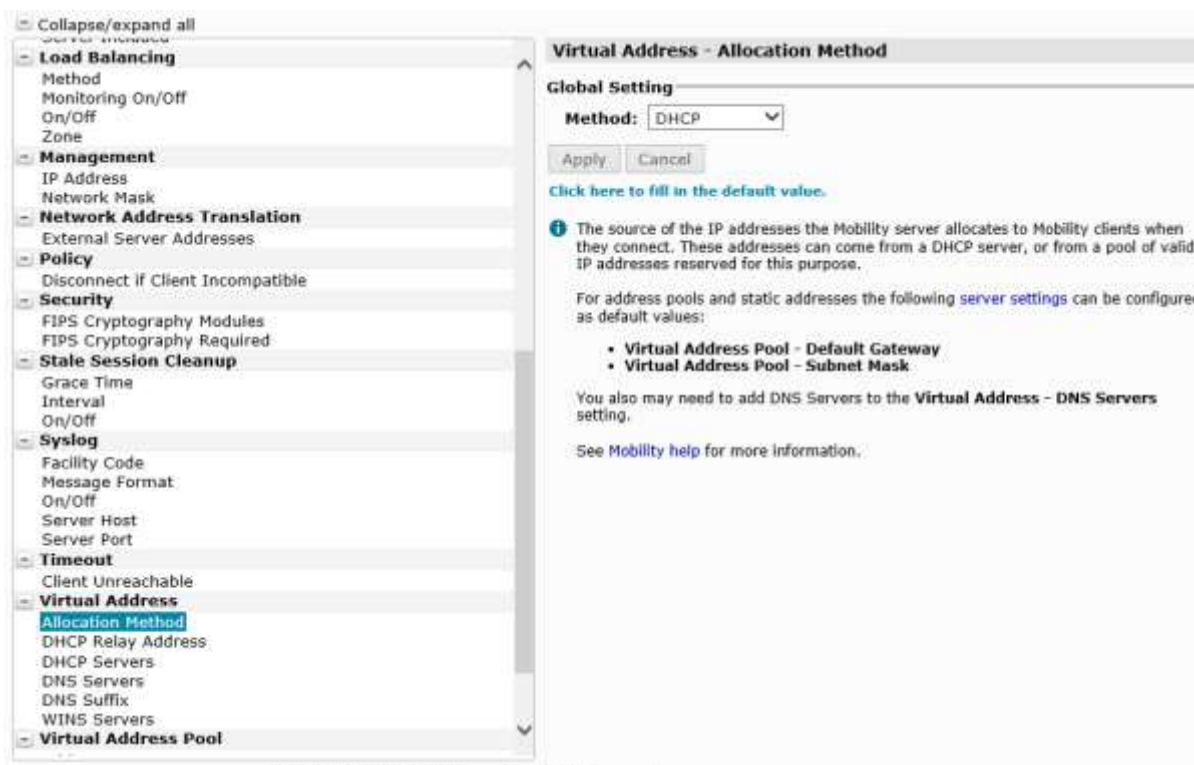 Collapse/expand all
Server Included
Load Balancing
Method
Monitoring On/Off
On/Off
Zone
Management
IP Address
Network Mask
Network Address Translation
External Server Addresses
Policy
Disconnect if Client Incompatible
Security
FIPS Cryptography Modules
FIPS Cryptography Required
Stale Session Cleanup
Grace Time
Interval
On/Off
Syslog
Facility Code
Message Format
On/Off
Server Host
Server Port
Timeout
Client Unreachable
Virtual Address
Allocation Method
DHCP Relay Address
DHCP Servers
DNS Servers
DNS Suffix
WINS Servers
Virtual Address Pool
Virtual Address - Allocation Method
Global Setting
Method: DHCP
Apply Cancel
Click here to fill in the default value.
The source of the IP addresses the Mobility server allocates to Mobility clients when
they connect. These addresses can come from a DHCP server, or from a pool of valid
IP addresses reserved for this purpose.
For address pools and static addresses the following server settings can be configured
as default values:
• Virtual Address Pool - Default Gateway
• Virtual Address Pool - Subnet Mask
You also may need to add DNS Servers to the Virtual Address - DNS Servers
setting.
See Mobility help for more information.